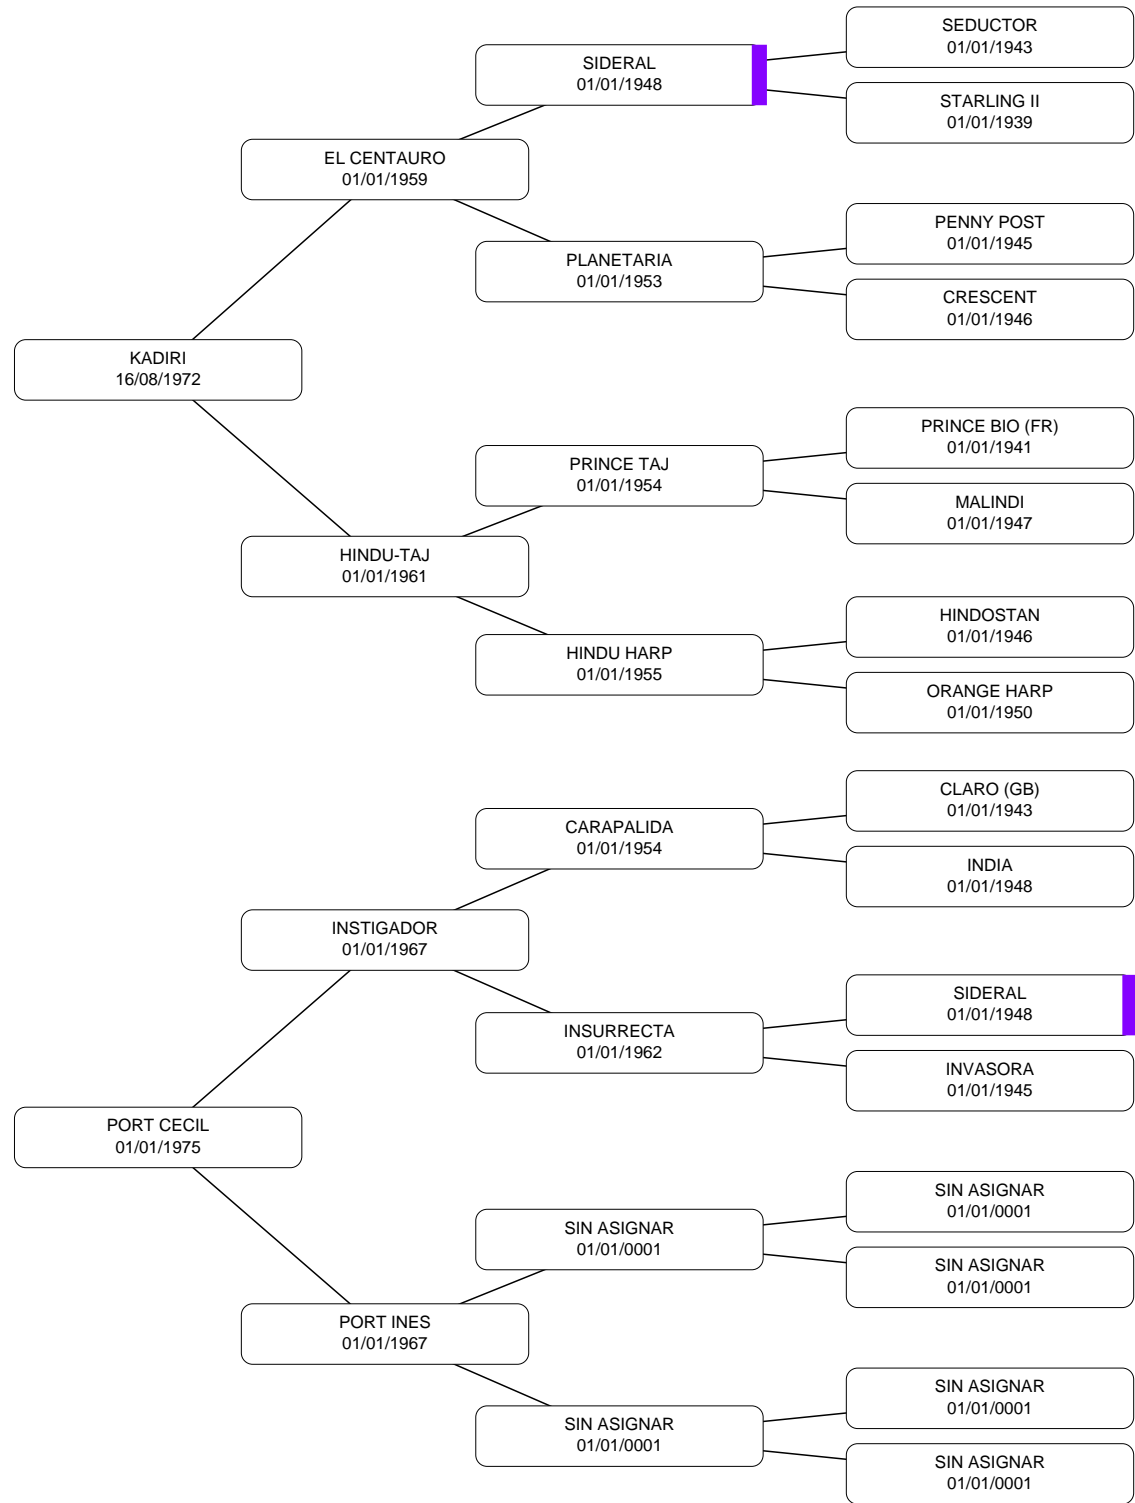 SEDUCTOR
01/01/1943
SIDERAL
01/01/1948
STARLING II
01/01/1939
EL CENTAURO
01/01/1959
PENNY POST
01/01/1945
PLANETARIA
01/01/1953
CRESCENT
01/01/1946
KADIRI
16/08/1972
PRINCE BIO (FR)
01/01/1941
PRINCE TAJ
01/01/1954
MALINDI
01/01/1947
HINDU-TAJ
01/01/1961
HINDOSTAN
01/01/1946
HINDU HARP
01/01/1955
ORANGE HARP
01/01/1950
CLARO (GB)
01/01/1943
CARAPALIDA
01/01/1954
INDIA
01/01/1948
INSTIGADOR
01/01/1967
SIDERAL
01/01/1948
INSURRECTA
01/01/1962
INVASORA
01/01/1945
PORT CECIL
01/01/1975
SIN ASIGNAR
01/01/0001
SIN ASIGNAR
01/01/0001
SIN ASIGNAR
01/01/0001
PORT INES
01/01/1967
SIN ASIGNAR
01/01/0001
SIN ASIGNAR
01/01/0001
SIN ASIGNAR
01/01/0001